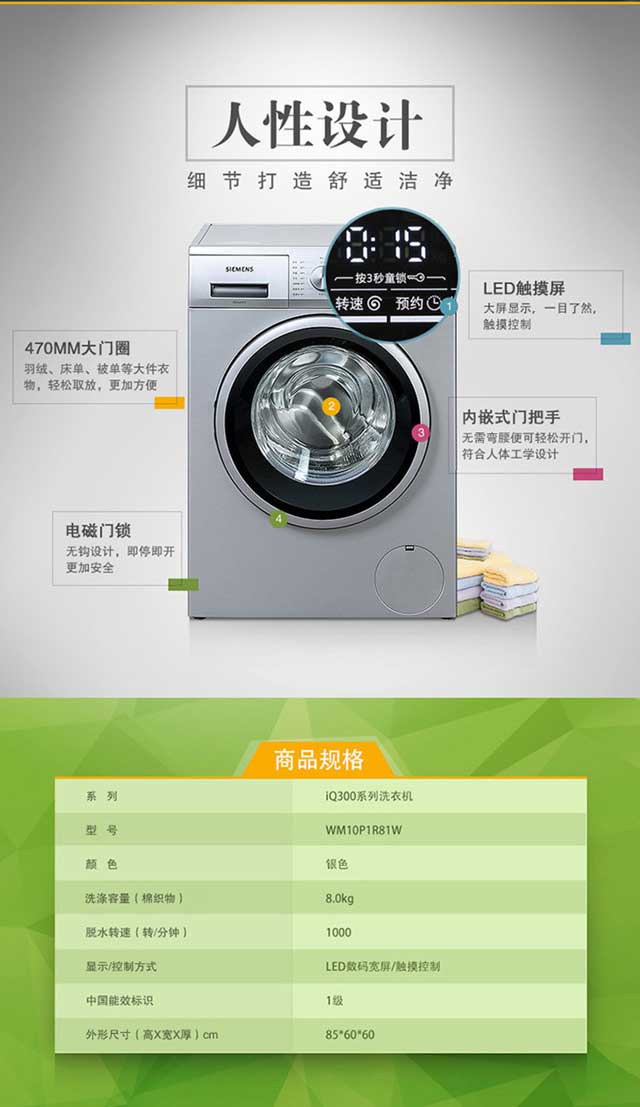 人性设计
细节打造舒适洁净
SIEMENS
0:15
按3秒童锁
转速 预约
1
LED触摸屏
大屏显示，一目了然，
触摸控制
470MM大门圈
羽绒、床单、被单等大件衣
物，轻松取放，更加方便
2
3
内嵌式门把手
无需弯腰便可轻松开门，
符合人体工学设计
4
电磁门锁
无钩设计，即停即开
更加安全
商品规格
系 列 iQ300系列洗衣机
型 号 WM10P1R81W
颜 色 银色
洗涤容量（棉织物） 8.0kg
脱水转速（转/分钟） 1000
显示/控制方式 LED数码宽屏/触摸控制
中国能效标识 1级
外形尺寸（高X宽X厚）cm 85*60*60